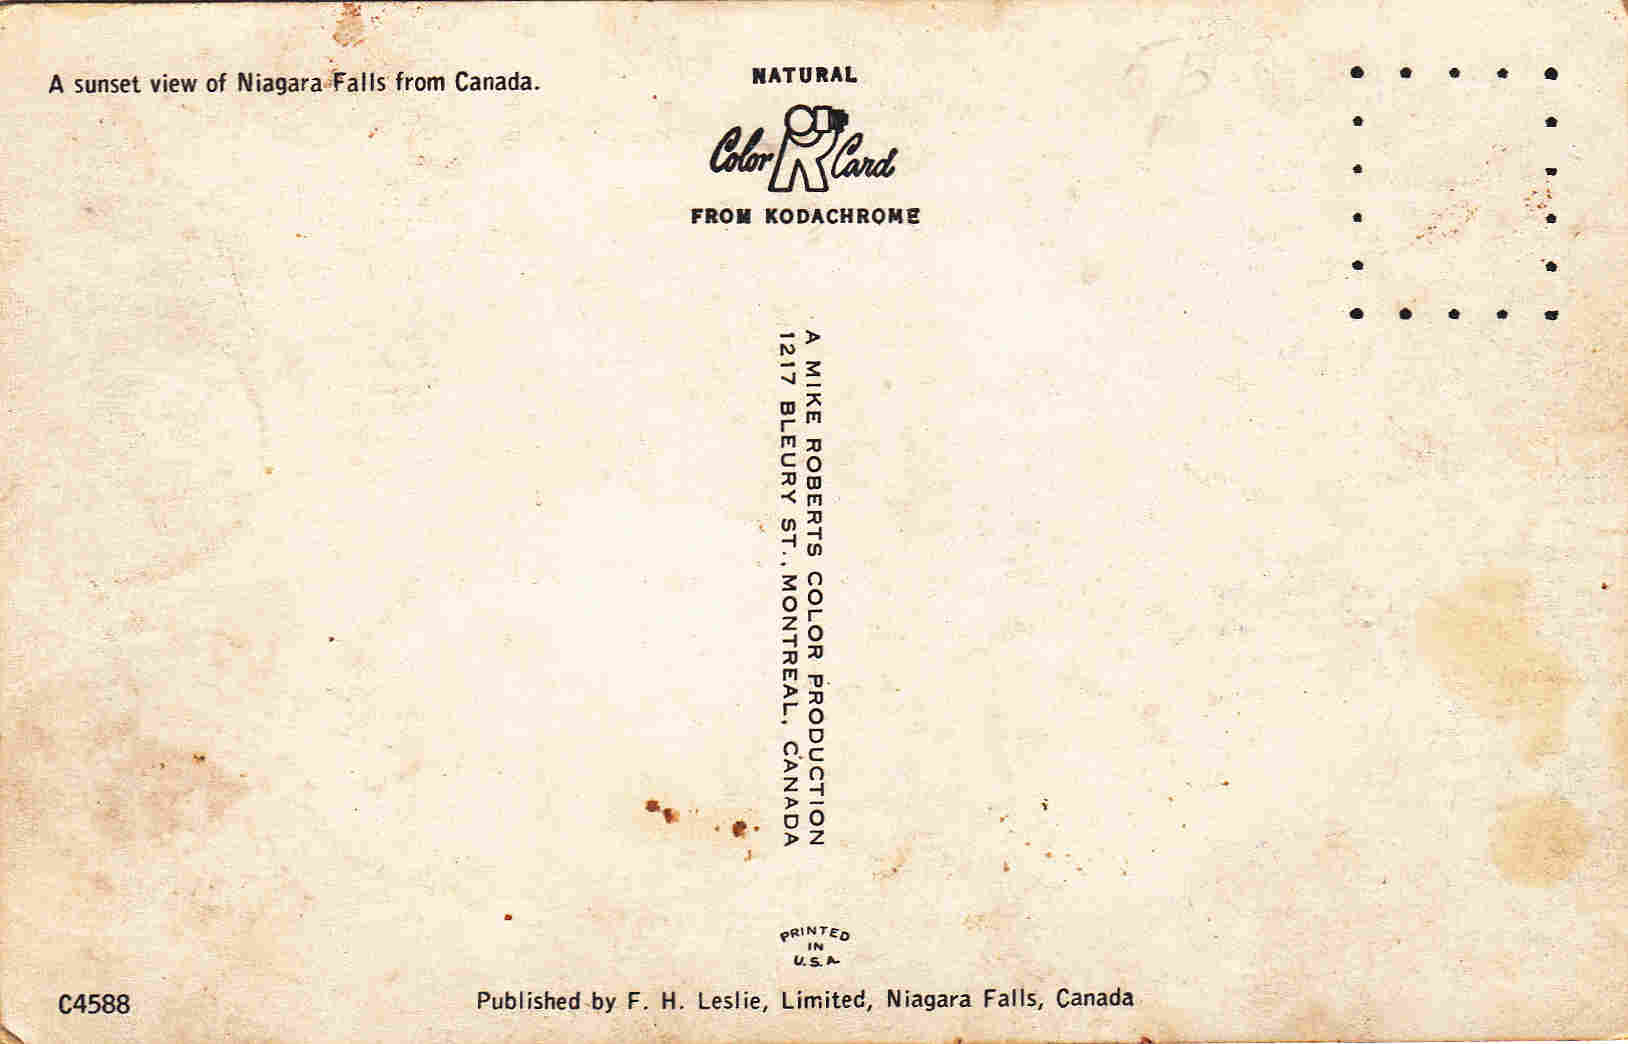 A sunset view of Niagara Falls from Canada.
NATURAL
Color R Card
FROM KODACHROME
A MIKE ROBERTS COLOR PRODUCTION
1217 BLEURY ST., MONTREAL, CANADA
PRINTED
IN
U.S.A.
C4588
Published by F. H. Leslie, Limited, Niagara Falls, Canada